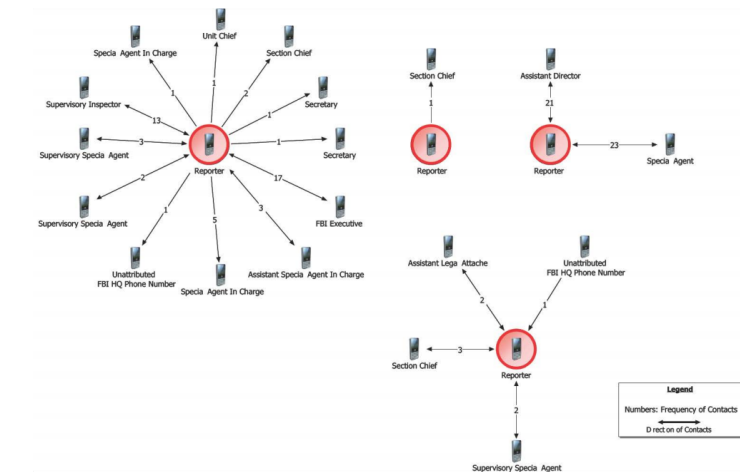 Unit Chief
Specia Agent In Charge
Section Chief
1
1
2
Supervisory Inspector
13
1
Secretary
3
Supervisory Specia Agent
1
Secretary
Reporter
2
17
Supervisory Specia Agent
FBI Executive
1
5
3
Unattributed
FBI HQ Phone Number
Specia Agent In Charge
Assistant Specia Agent In Charge
Section Chief
1
Reporter
Assistant Director
21
Reporter
23
Specia Agent
Assistant Lega Attache
Unattributed
FBI HQ Phone Number
2
1
3
Section Chief
Reporter
2
Supervisory Specia Agent
Legend
Numbers: Frequency of Contacts
D rect on of Contacts